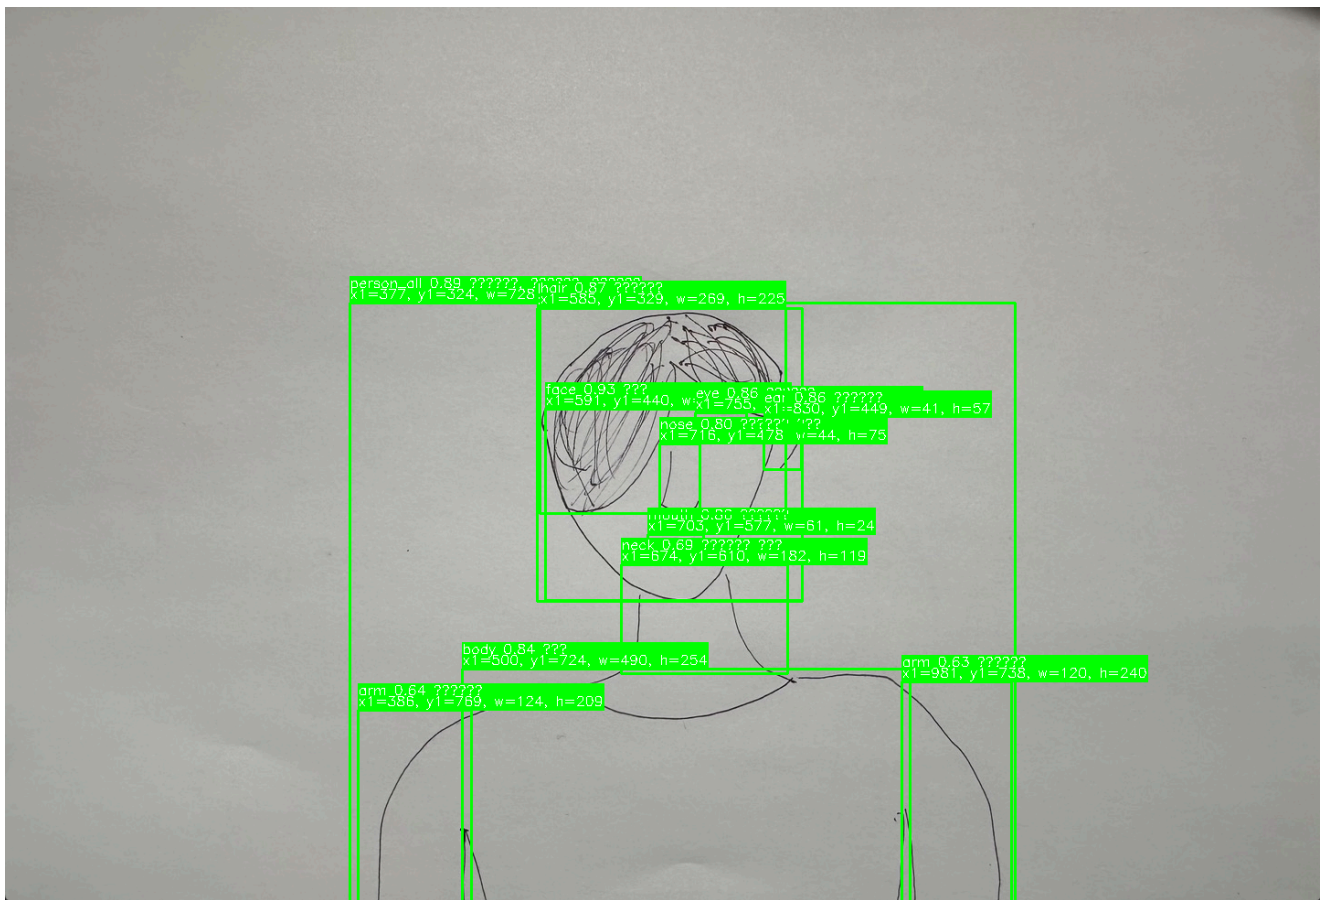 person_all 0.89 ??????, ??????, ??????
x1=377, y1=324, w=728
hair 0.87 ??????
x1=585, y1=329, w=269, h=225
face 0.93 ???
x1=591, y1=440, w
eye 0.86 ??????
x1=755,
ear 0.86 ??????
x1=830, y1=449, w=41, h=57
nose 0.80 ?????? ???
x1=716, y1=478, w=44, h=75
mouth 0.86 ??????
x1=703, y1=577, w=61, h=24
neck 0.69 ?????? ???
x1=674, y1=610, w=182, h=119
body 0.84 ???
x1=500, y1=724, w=490, h=254
arm 0.63 ??????
x1=981, y1=738, w=120, h=240
arm 0.64 ??????
x1=386, y1=769, w=124, h=209